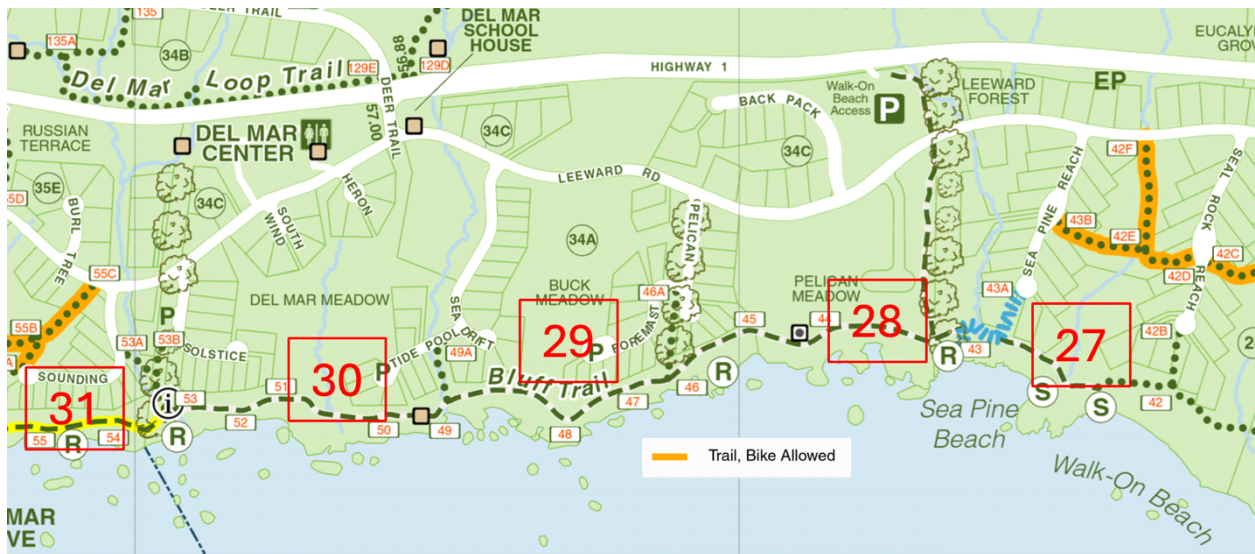 135
DEER TRAIL
135A
34B
Del Mar Loop Trail
129E
88
56.
129D
DEL MAR
SCHOOL
HOUSE
HIGHWAY 1
DEER TRAIL
57.00
EUCALY
GROV
EP
LEEWARD
FOREST
Walk-On
Beach
Access
P
BACK PACK
34C
34C
RUSSIAN
TERRACE
DEL MAR
CENTER
35E
5D
34C
BURL
TREE
SOUTH
WIND
HERON
LEEWARD RD
34A
PELICAN
SEA PINE REACH
42F
43B
42E
42D
42C
SEAL ROCK
REACH
55C
55B
A
P
DEL MAR MEADOW
BUCK
MEADOW
46A
PELICAN
MEADOW
43A
42B
28
53A
53B
SOLSTICE
SOUNDING
TIDE POOL
SEA DRIFT
49A
P
P
FOREMAST
Bluff Trail
31
30
29
28
27
55
54
53
52
51
50
49
48
47
46
45
44
43
42
i
R
R
R
R
S
S
Sea Pine
Beach
Walk-On Beach
Trail, Bike Allowed
MAR
VE